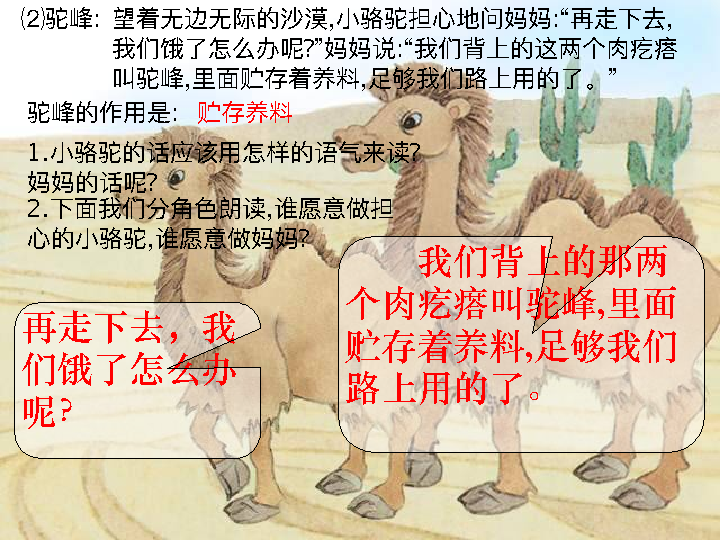 ⑵驼峰: 望着无边无际的沙漠,小骆驼担心地问妈妈:“再走下去,
我们饿了怎么办呢?”妈妈说:“我们背上的这两个肉疙瘩
叫驼峰,里面贮存着养料,足够我们路上用的了。”
驼峰的作用是: 贮存养料
1.小骆驼的话应该用怎样的语气来读?
妈妈的话呢?
2.下面我们分角色朗读,谁愿意做担
心的小骆驼,谁愿意做妈妈?
再走下去，我
们饿了怎么办
呢?
我们背上的那两
个肉疙瘩叫驼峰,里面
贮存着养料,足够我们
路上用的了。